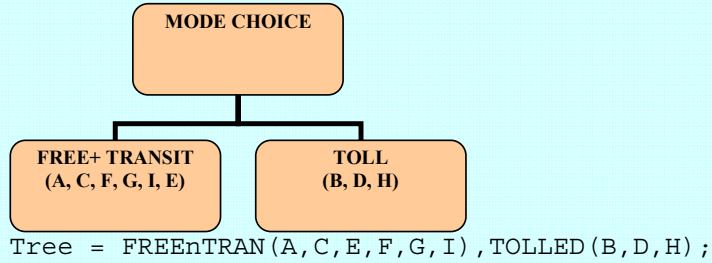 MODE CHOICE
FREE+ TRANSIT
(A, C, F, G, I, E)
TOLL
(B, D, H)
Tree = FREEnTRAN(A,C,E,F,G,I),TOLLED(B,D,H);